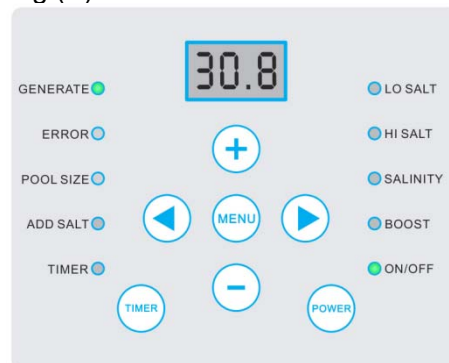 30.8
GENERATE
ERROR
POOL SIZE
ADD SALT
TIMER
LO SALT
HI SALT
SALINITY
BOOST
ON/OFF
+
MENU
−
TIMER
POWER